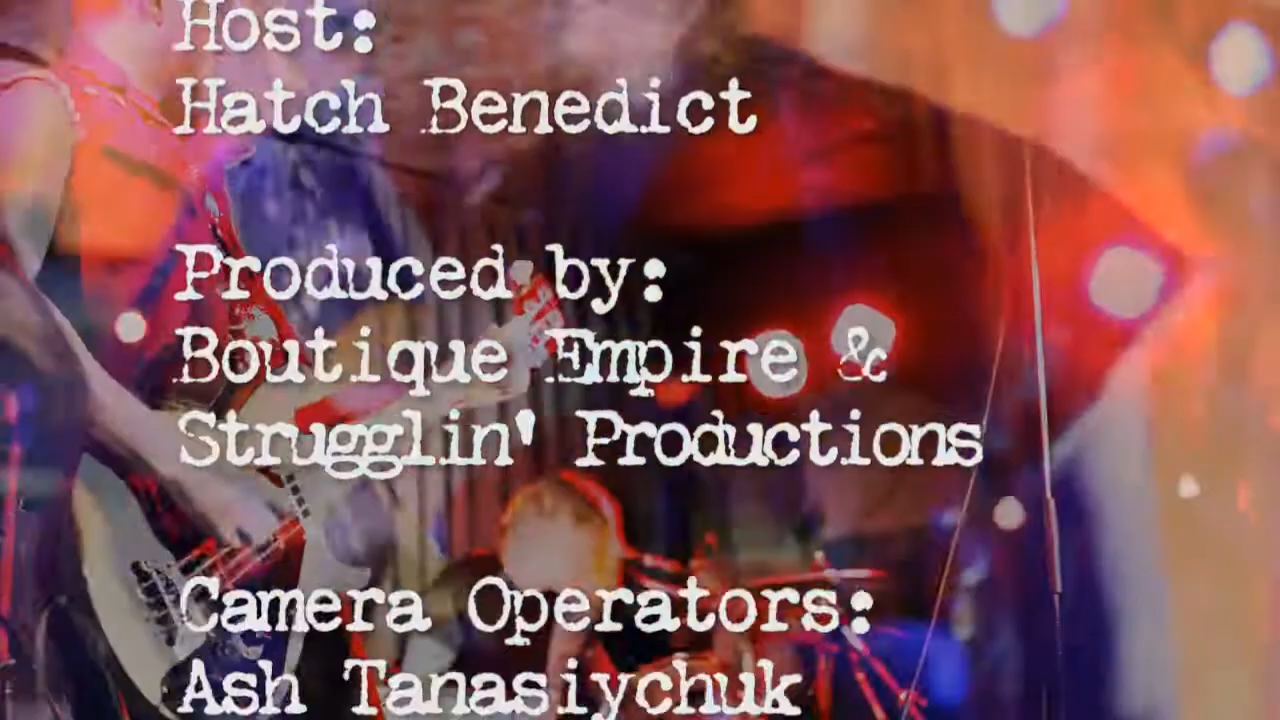 Host:
Hatch Benedict
Produced by:
Boutique Empire &
Strugglin' Productions
Camera Operators:
Ash Tanasiychuk